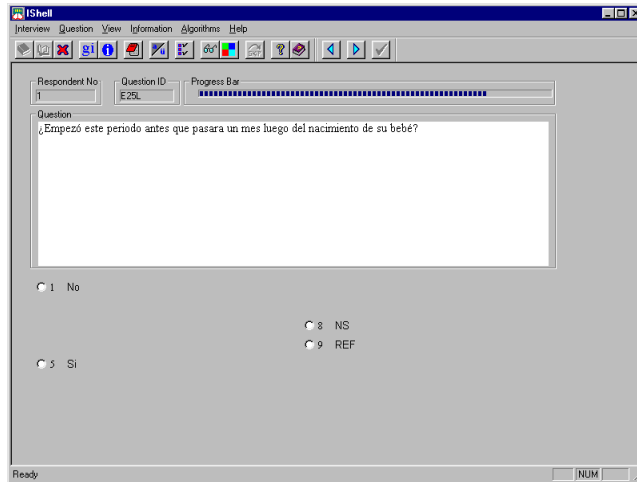 IShell
Interview Question View Information Algorithms Help
gi
Respondent No
Question ID
Progress Bar
1
E25L
Question
¿Empezó este periodo antes que pasara un mes luego del nacimiento de su bebé?
1 No
8 NS
9 REF
5 Si
Ready
NUM